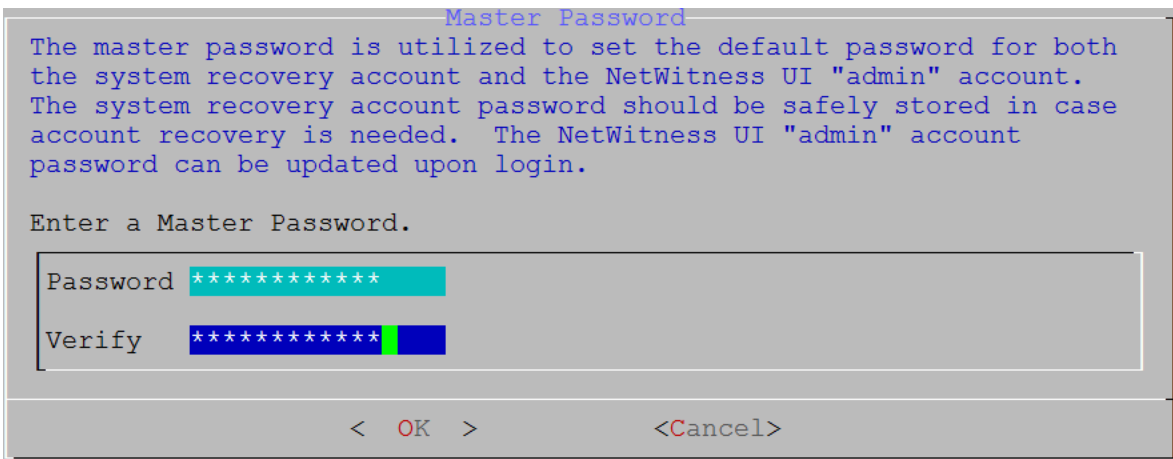 Master Password
The master password is utilized to set the default password for both
the system recovery account and the NetWitness UI "admin" account.
The system recovery account password should be safely stored in case
account recovery is needed.  The NetWitness UI "admin" account
password can be updated upon login.
Enter a Master Password.
Password ************
Verify ************
<  OK  > <Cancel>